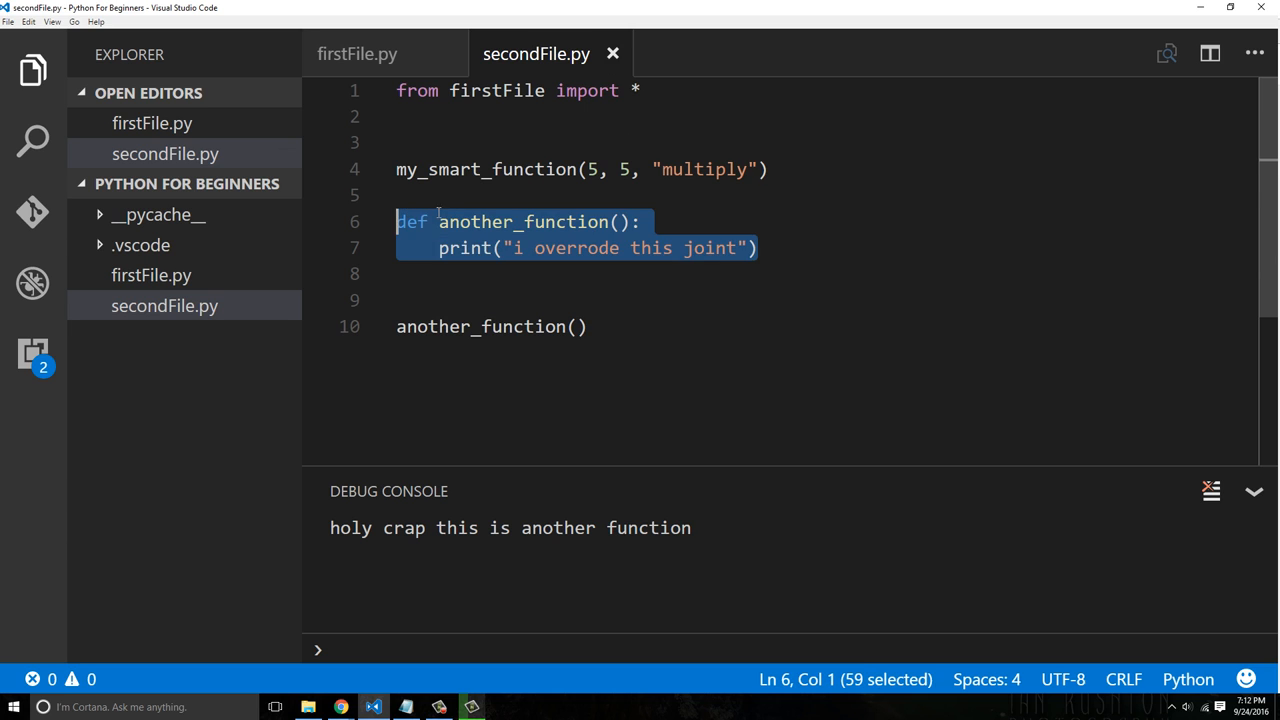 secondFile.py - Python For Beginners - Visual Studio Code
File Edit View Go Help
EXPLORER
OPEN EDITORS
firstFile.py
secondFile.py
PYTHON FOR BEGINNERS
__pycache__
.vscode
firstFile.py
secondFile.py
2
firstFile.py secondFile.py
1 from firstFile import *
2
3
4 my_smart_function(5, 5, "multiply")
5
6 def another_function():
7 print("i overrode this joint")
8
9
10 another_function()
DEBUG CONSOLE
holy crap this is another function
0 0 Ln 6, Col 1 (59 selected) Spaces: 4 UTF-8 CRLF Python
I'm Cortana. Ask me anything.
7:12 PM
9/24/2016